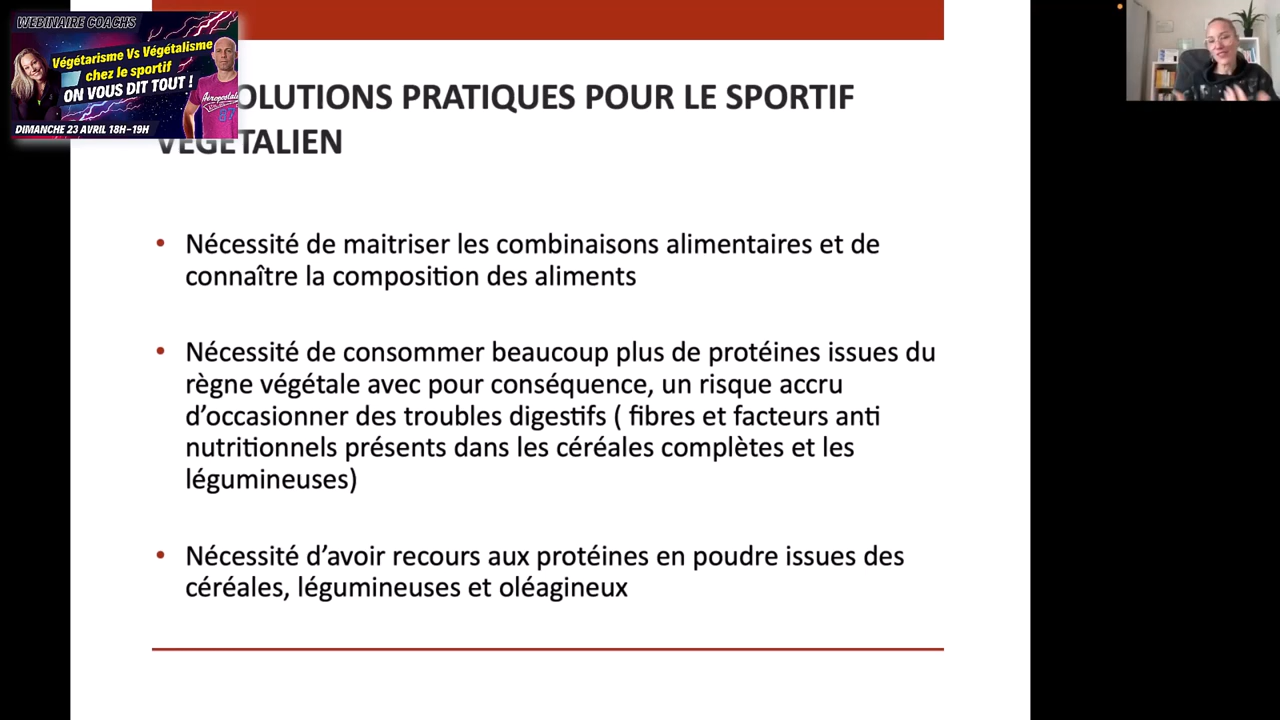 WEBINAIRE COACHS
Végétarisme Vs Végétalisme
chez le sportif
ON VOUS DIT TOUT !
Aéropostale
87
DIMANCHE 23 AVRIL 18H-19H
OLUTIONS PRATIQUES POUR LE SPORTIF
VEGETALIEN
• Nécessité de maitriser les combinaisons alimentaires et de
connaître la composition des aliments
• Nécessité de consommer beaucoup plus de protéines issues du
règne végétale avec pour conséquence, un risque accru
d’occasionner des troubles digestifs ( fibres et facteurs anti
nutritionnels présents dans les céréales complètes et les
légumineuses)
• Nécessité d’avoir recours aux protéines en poudre issues des
céréales, légumineuses et oléagineux